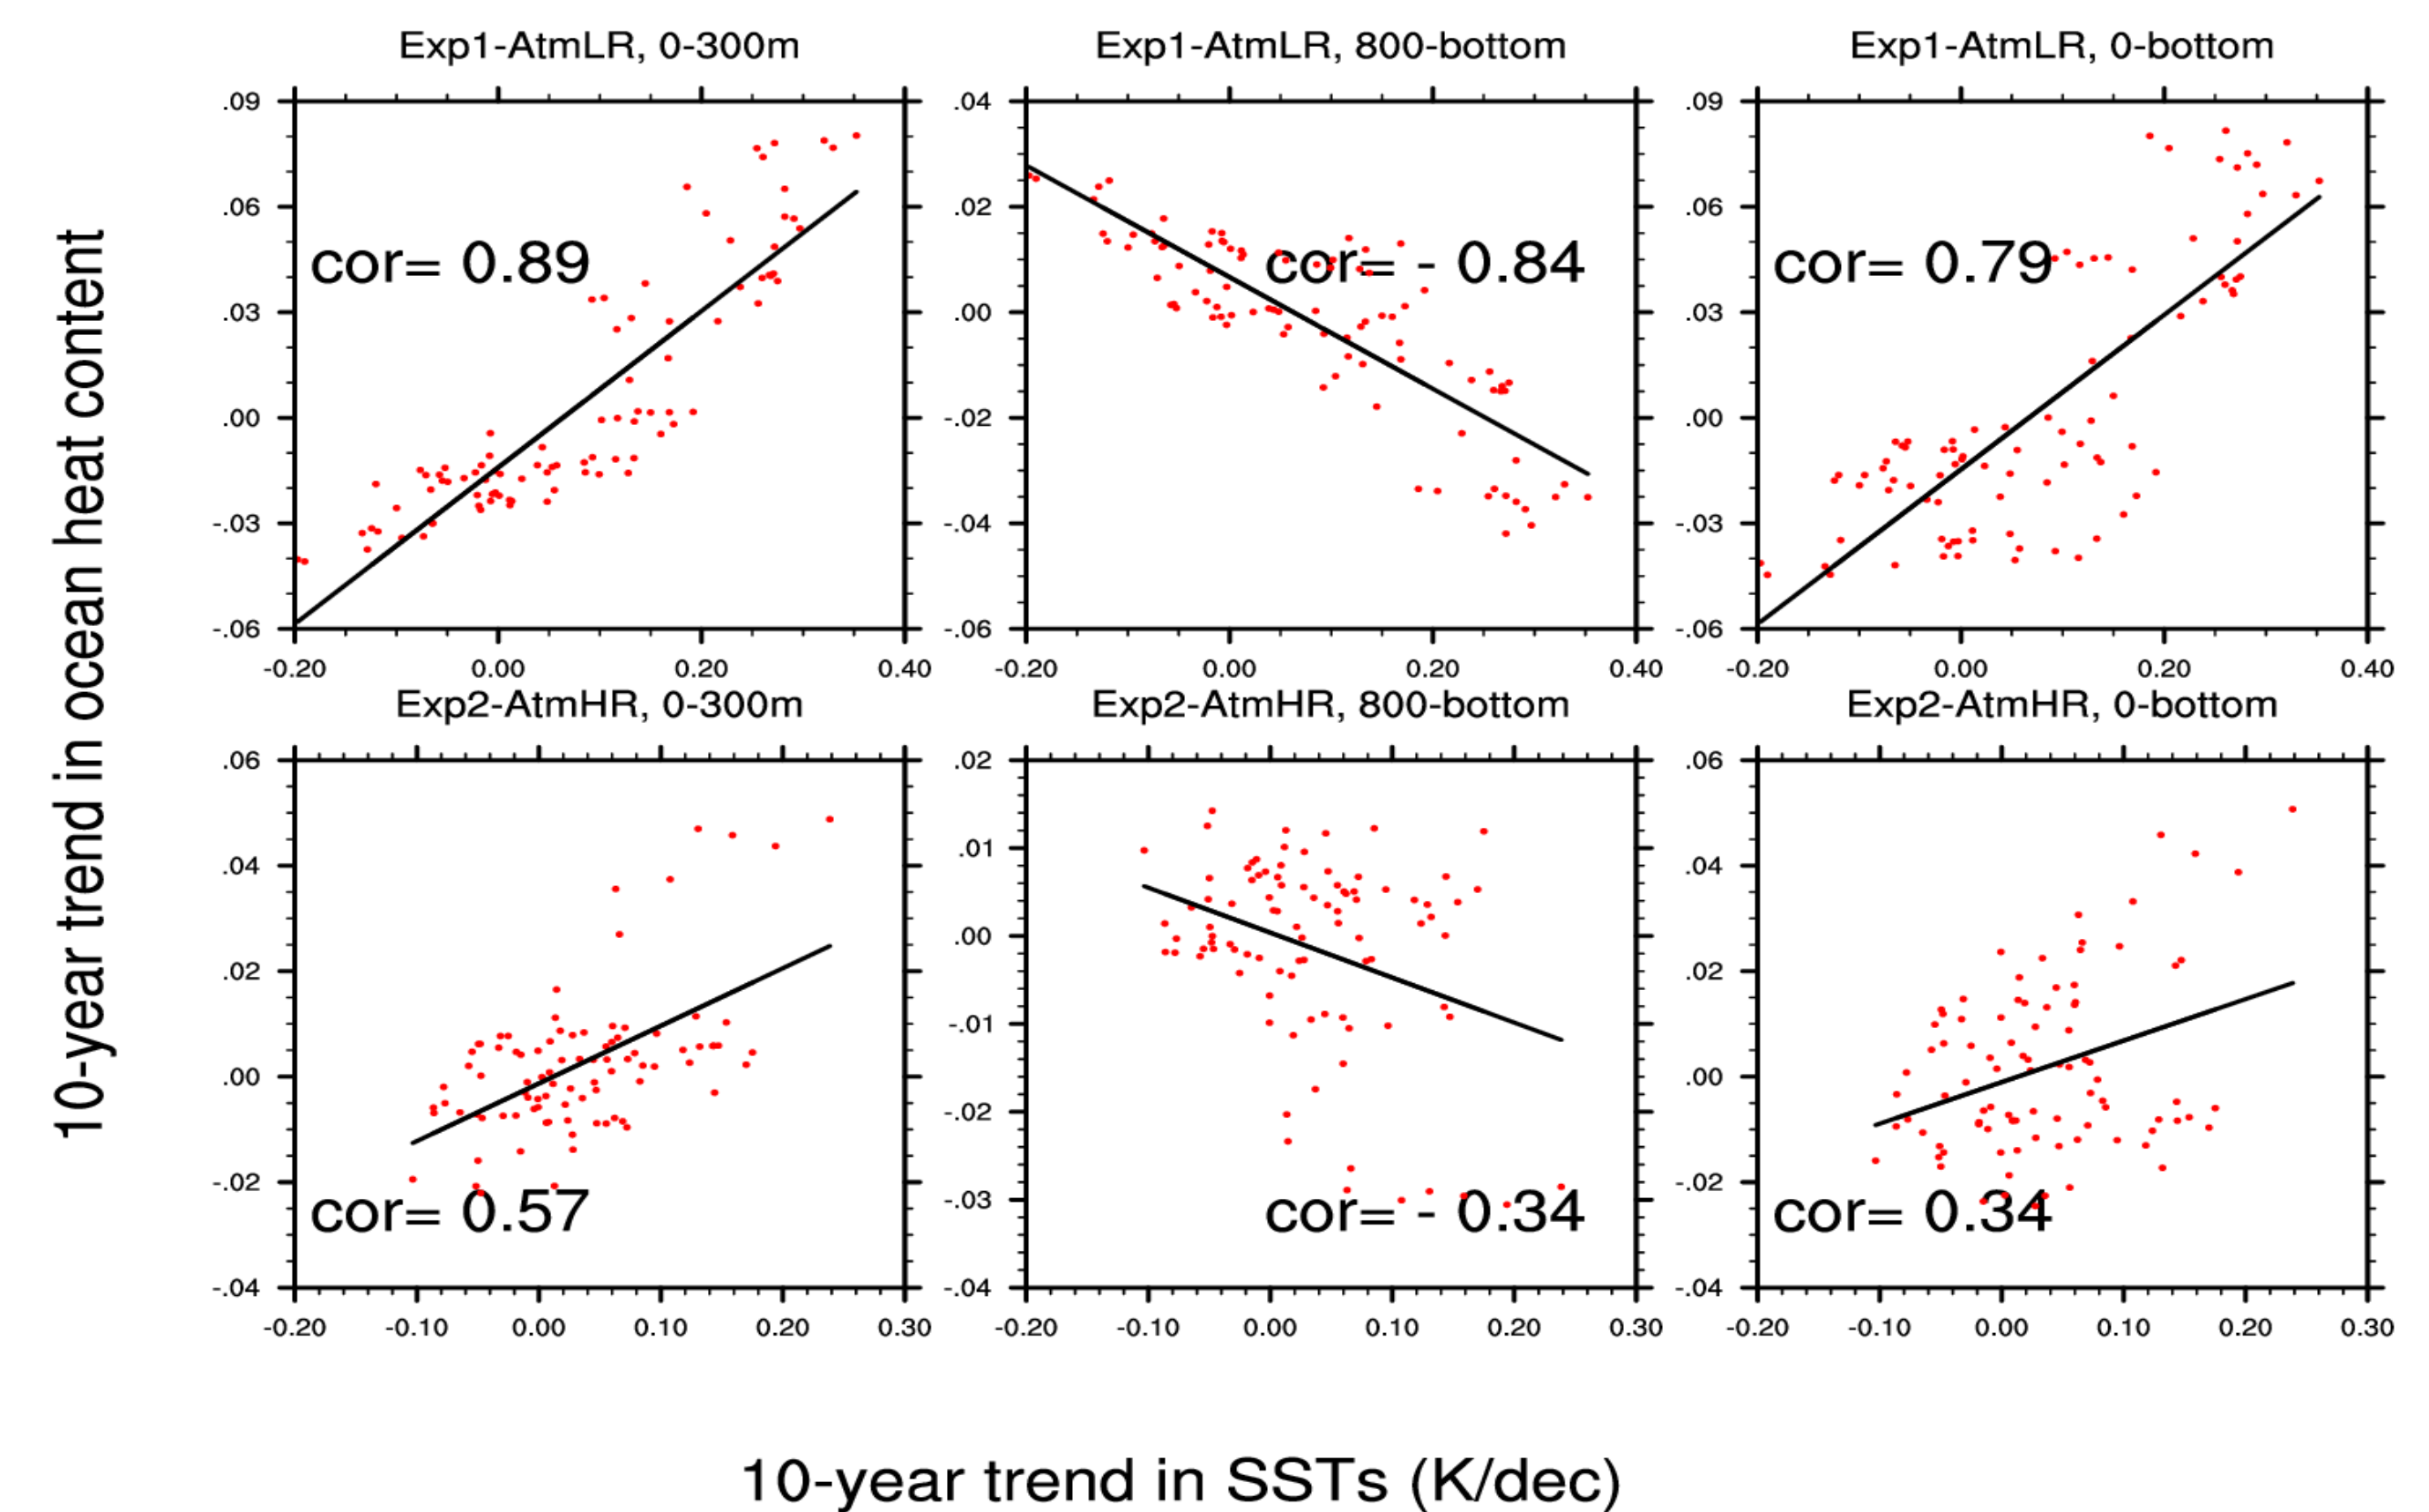 Exp1-AtmLR, 0-300m
Exp1-AtmLR, 800-bottom
Exp1-AtmLR, 0-bottom
.09
.06
.03
.00
-.03
-.06
cor= 0.89
-0.20 0.00 0.20 0.40
.04
.02
.00
-.02
-.04
-.06
cor= - 0.84
-0.20 0.00 0.20 0.40
.09
.06
.03
.00
-.03
-.06
cor= 0.79
-0.20 0.00 0.20 0.40
10-year trend in ocean heat content
Exp2-AtmHR, 0-300m
Exp2-AtmHR, 800-bottom
Exp2-AtmHR, 0-bottom
.06
.04
.02
.00
-.02
-.04
cor= 0.57
-0.20 -0.10 0.00 0.10 0.20 0.30
.02
.01
.00
-.01
-.02
-.03
-.04
cor= - 0.34
-0.20 -0.10 0.00 0.10 0.20 0.30
.06
.04
.02
.00
-.02
-.04
cor= 0.34
-0.20 -0.10 0.00 0.10 0.20 0.30
10-year trend in SSTs (K/dec)